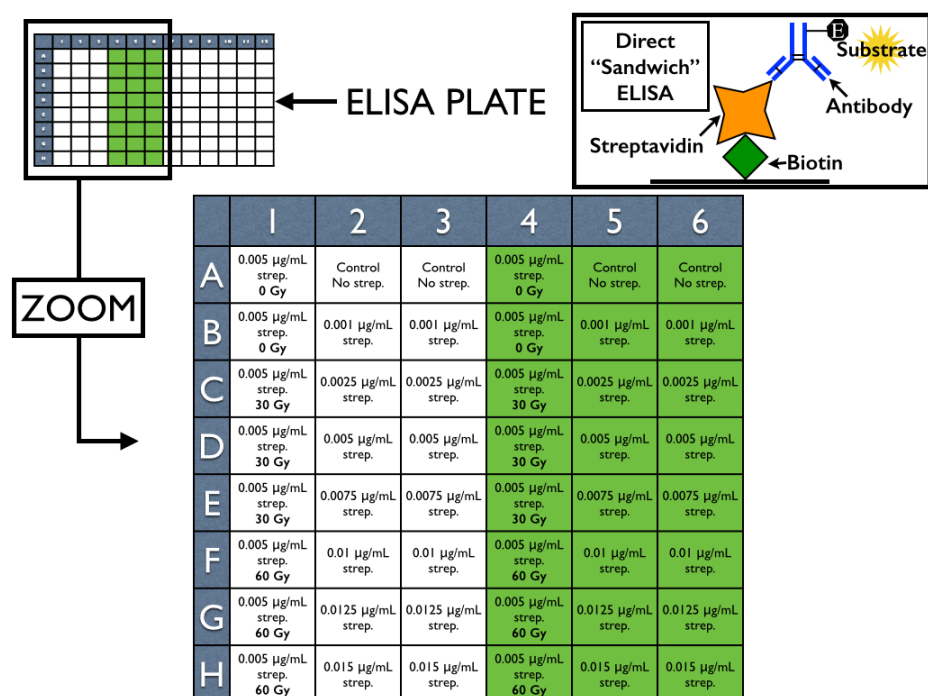 Direct
“Sandwich”
ELISA
E
Substrate
Antibody
Streptavidin
Biotin
ELISA PLATE
ZOOM
1 2 3 4 5 6
A
0.005 µg/mL
strep.
0 Gy
Control
No strep.
Control
No strep.
0.005 µg/mL
strep.
0 Gy
Control
No strep.
Control
No strep.
B
0.005 µg/mL
strep.
0 Gy
0.001 µg/mL
strep.
0.001 µg/mL
strep.
0.005 µg/mL
strep.
0 Gy
0.001 µg/mL
strep.
0.001 µg/mL
strep.
C
0.005 µg/mL
strep.
30 Gy
0.0025 µg/mL
strep.
0.0025 µg/mL
strep.
0.005 µg/mL
strep.
30 Gy
0.0025 µg/mL
strep.
0.0025 µg/mL
strep.
D
0.005 µg/mL
strep.
30 Gy
0.005 µg/mL
strep.
0.005 µg/mL
strep.
0.005 µg/mL
strep.
30 Gy
0.005 µg/mL
strep.
0.005 µg/mL
strep.
E
0.005 µg/mL
strep.
30 Gy
0.0075 µg/mL
strep.
0.0075 µg/mL
strep.
0.005 µg/mL
strep.
30 Gy
0.0075 µg/mL
strep.
0.0075 µg/mL
strep.
F
0.005 µg/mL
strep.
60 Gy
0.01 µg/mL
strep.
0.01 µg/mL
strep.
0.005 µg/mL
strep.
60 Gy
0.01 µg/mL
strep.
0.01 µg/mL
strep.
G
0.005 µg/mL
strep.
60 Gy
0.0125 µg/mL
strep.
0.0125 µg/mL
strep.
0.005 µg/mL
strep.
60 Gy
0.0125 µg/mL
strep.
0.0125 µg/mL
strep.
H
0.005 µg/mL
strep.
60 Gy
0.015 µg/mL
strep.
0.015 µg/mL
strep.
0.005 µg/mL
strep.
60 Gy
0.015 µg/mL
strep.
0.015 µg/mL
strep.